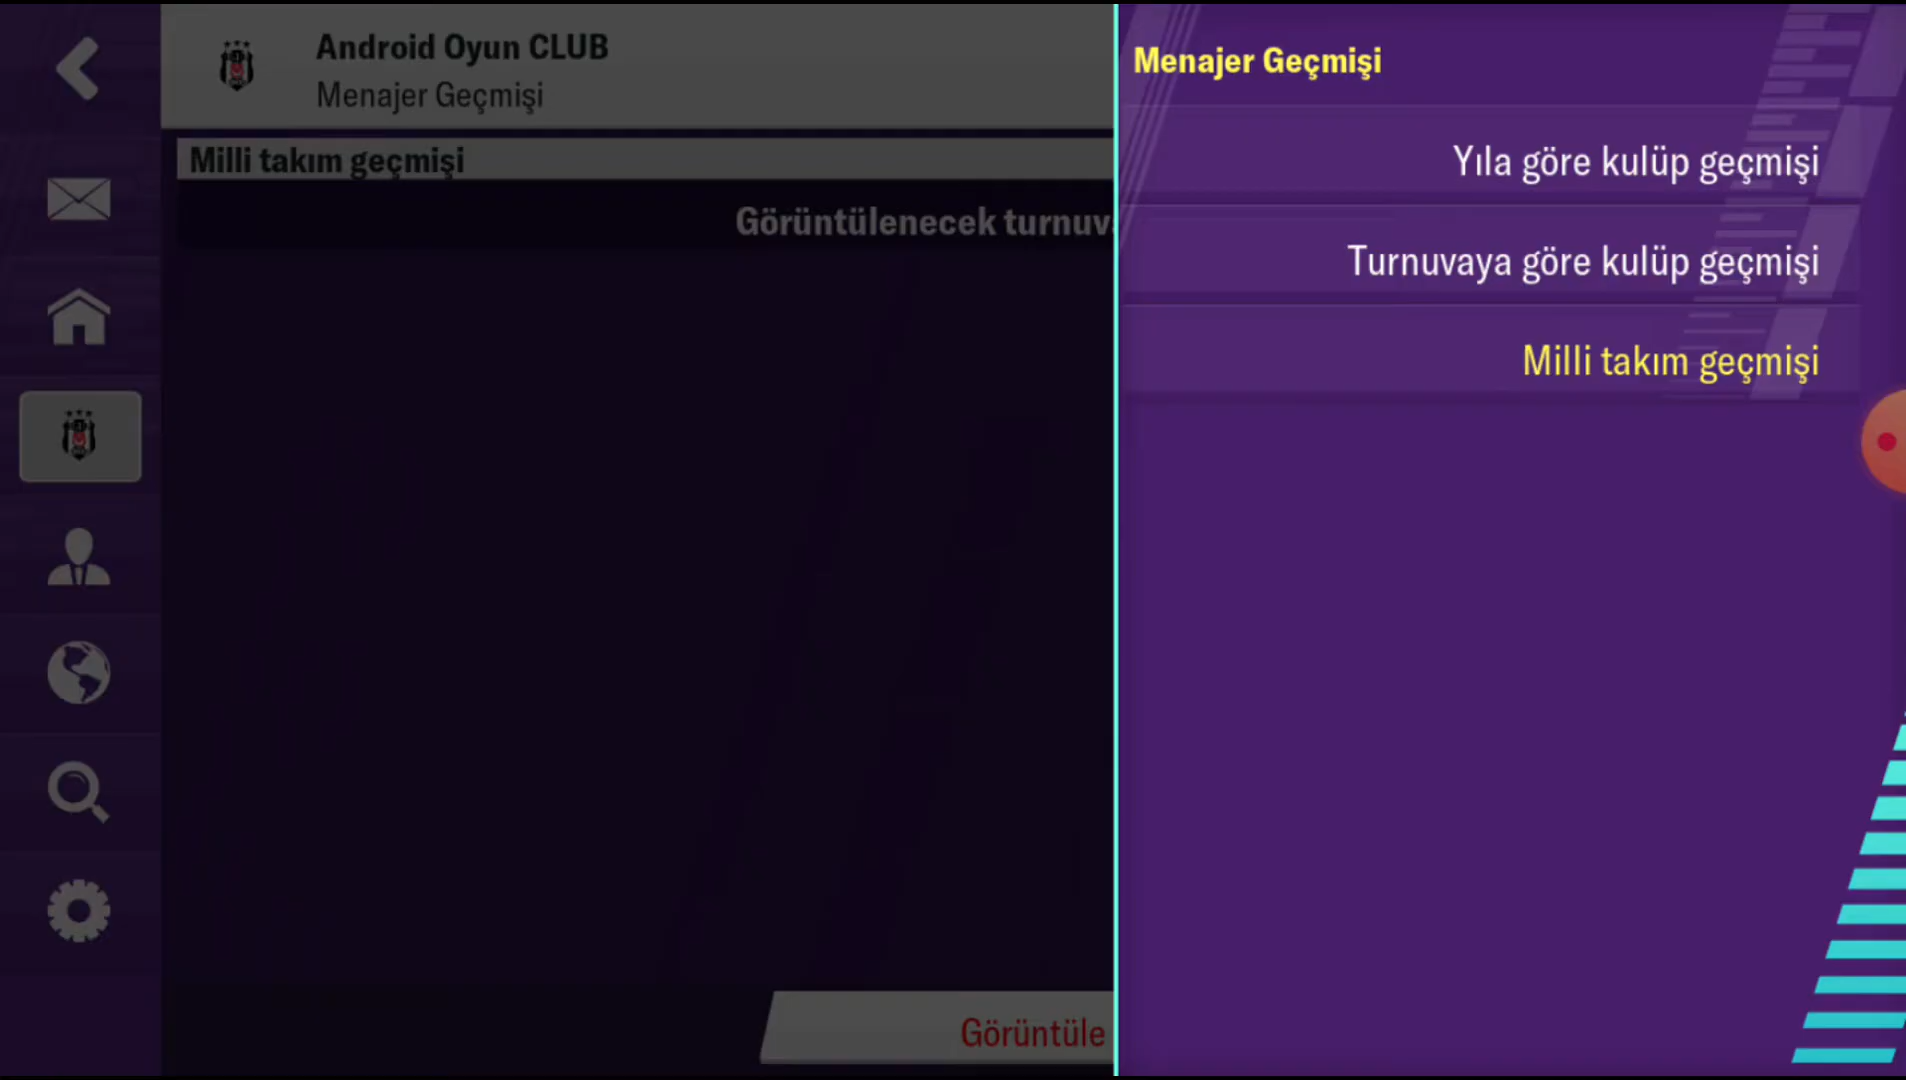 Android Oyun CLUB
Menajer Geçmişi
Milli takım geçmişi
Görüntülenecek
Görüntüle
Menajer Geçmişi
Yıla göre kulüp geçmişi
Turnuvaya göre kulüp geçmişi
Milli takım geçmişi